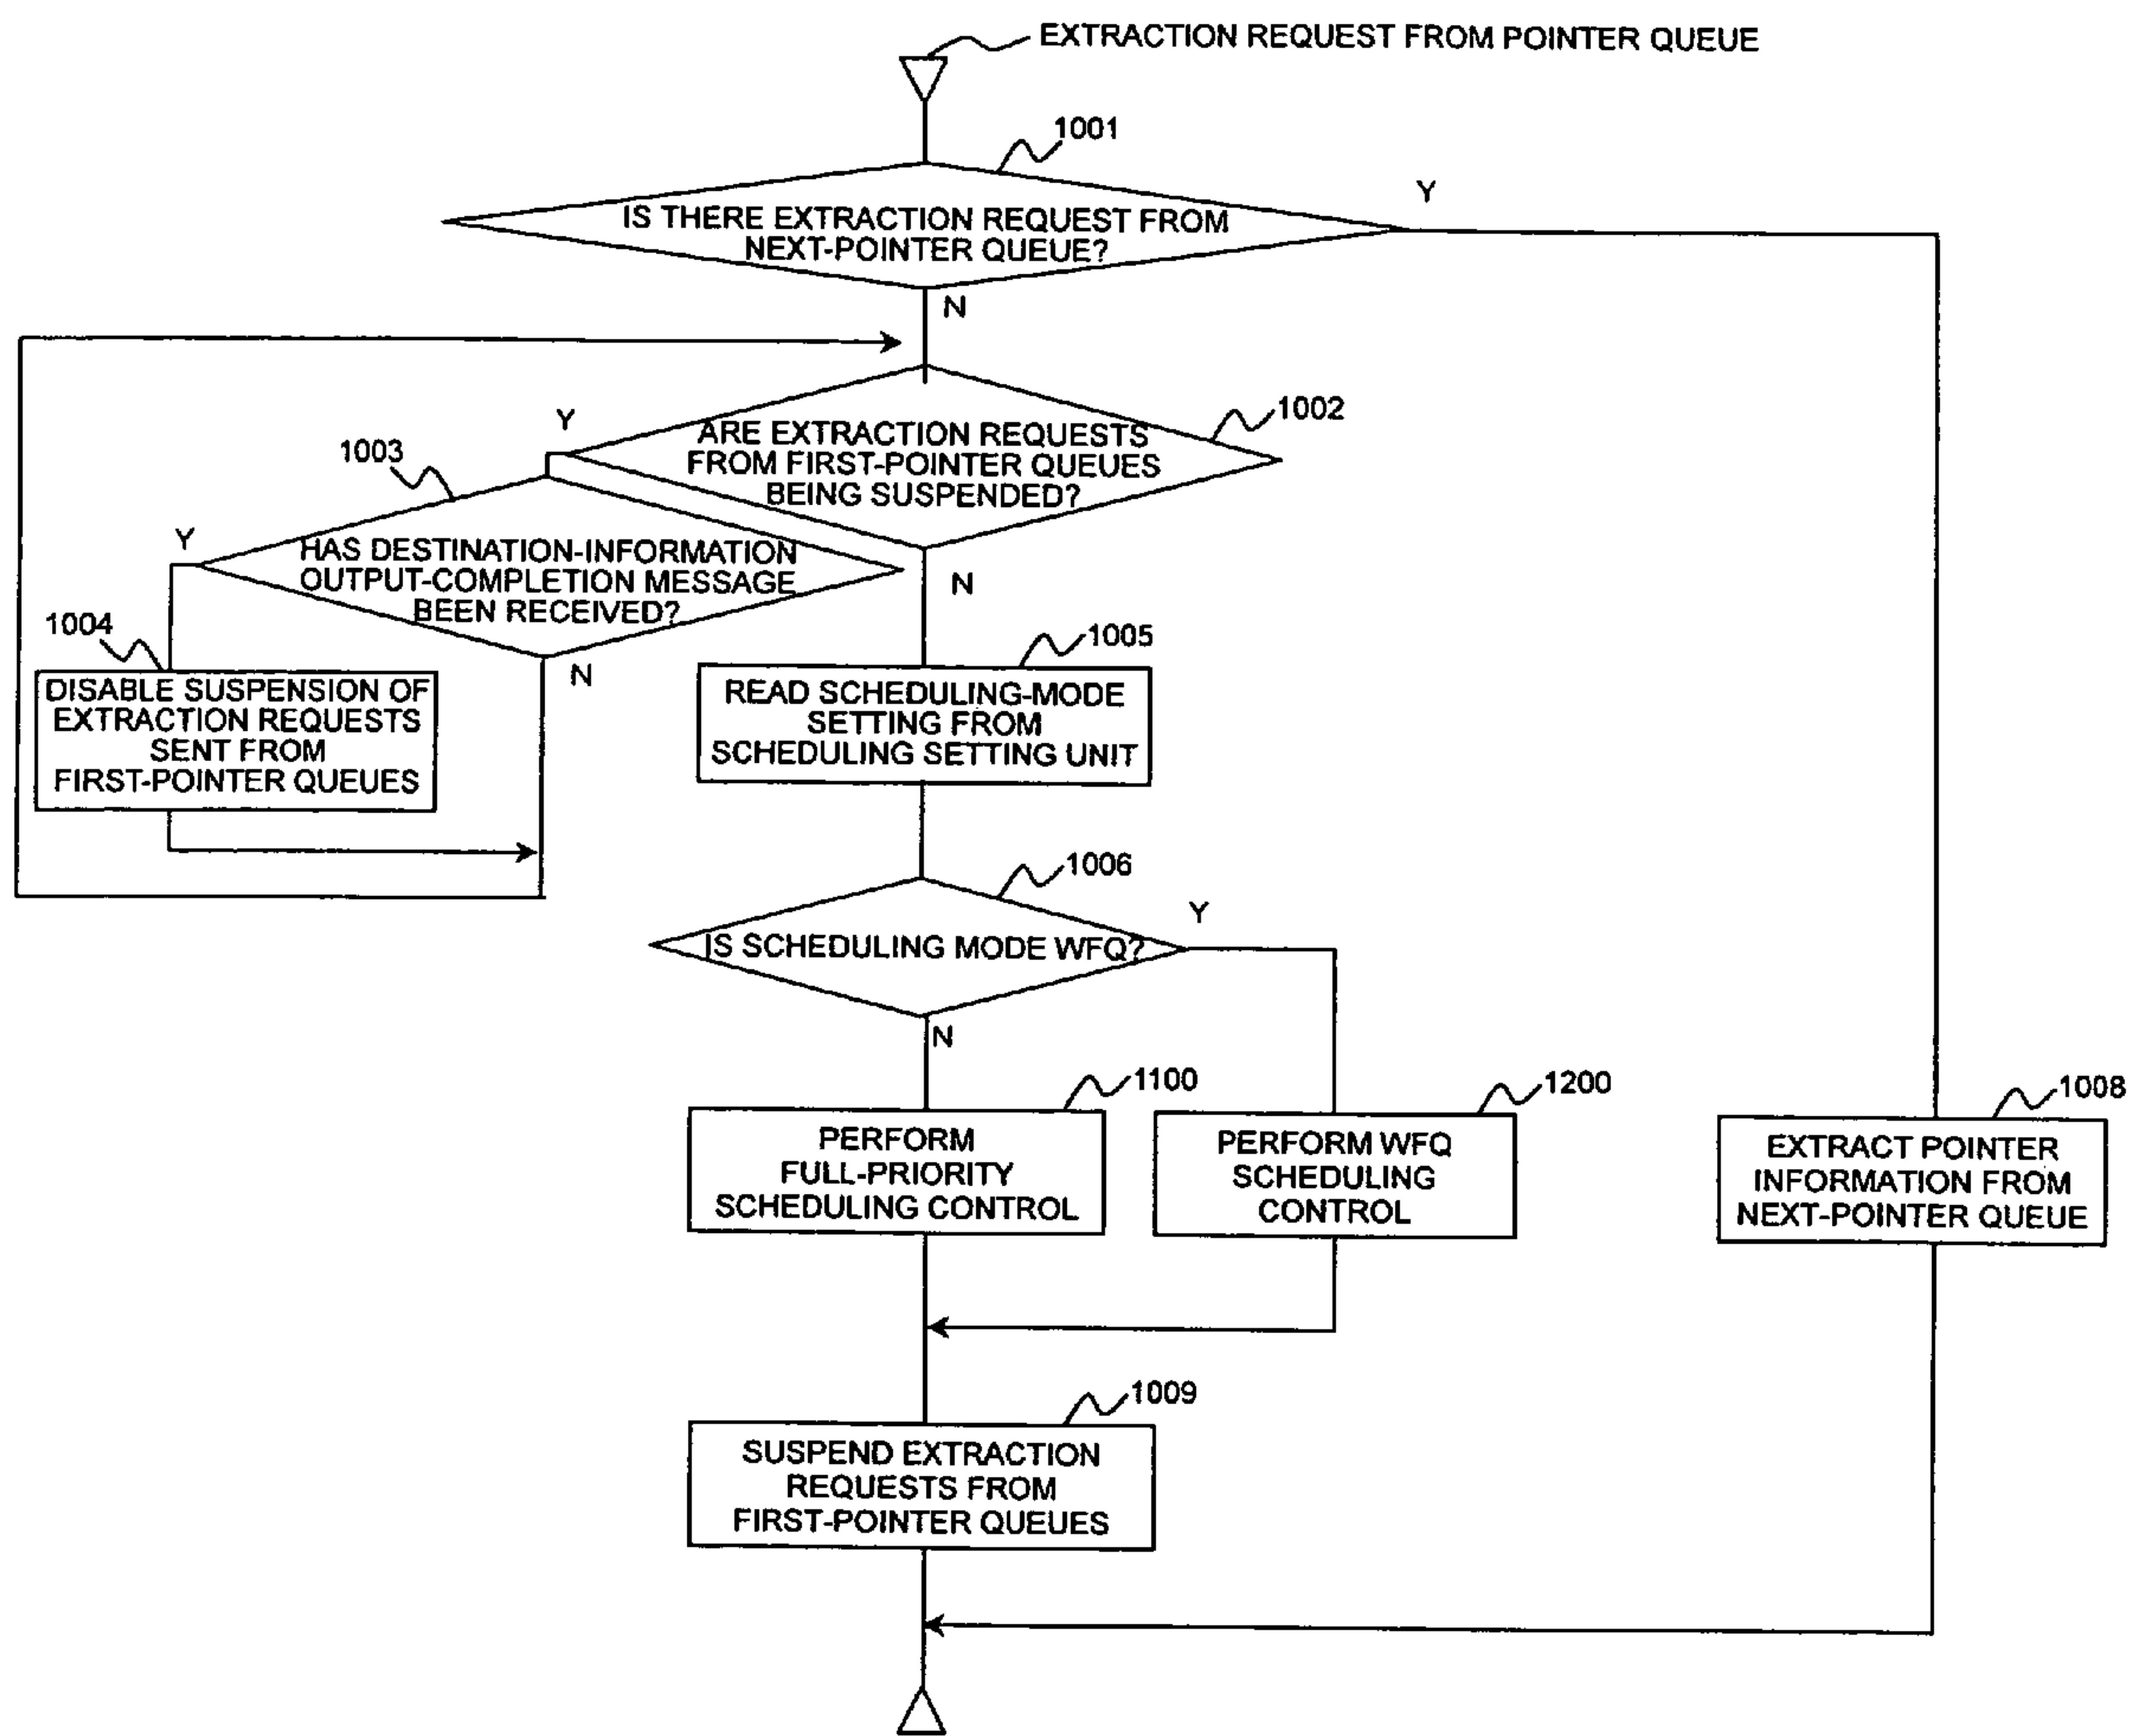 EXTRACTION REQUEST FROM POINTER QUEUE
1001
Y
IS THERE EXTRACTION REQUEST FROM
NEXT-POINTER QUEUE?
N
1002
Y
ARE EXTRACTION REQUESTS
FROM FIRST-POINTER QUEUES
BEING SUSPENDED?
1003
Y
HAS DESTINATION-INFORMATION
OUTPUT-COMPLETION MESSAGE
BEEN RECEIVED?
N
1004
N
DISABLE SUSPENSION OF
EXTRACTION REQUESTS
SENT FROM
FIRST-POINTER QUEUES
1005
READ SCHEDULING-MODE
SETTING FROM
SCHEDULING SETTING UNIT
1006
Y
IS SCHEDULING MODE WFQ?
N
1100
PERFORM
FULL-PRIORITY
SCHEDULING CONTROL
1200
PERFORM WFQ
SCHEDULING
CONTROL
1008
EXTRACT POINTER
INFORMATION FROM
NEXT-POINTER QUEUE
1009
SUSPEND EXTRACTION
REQUESTS FROM
FIRST-POINTER QUEUES